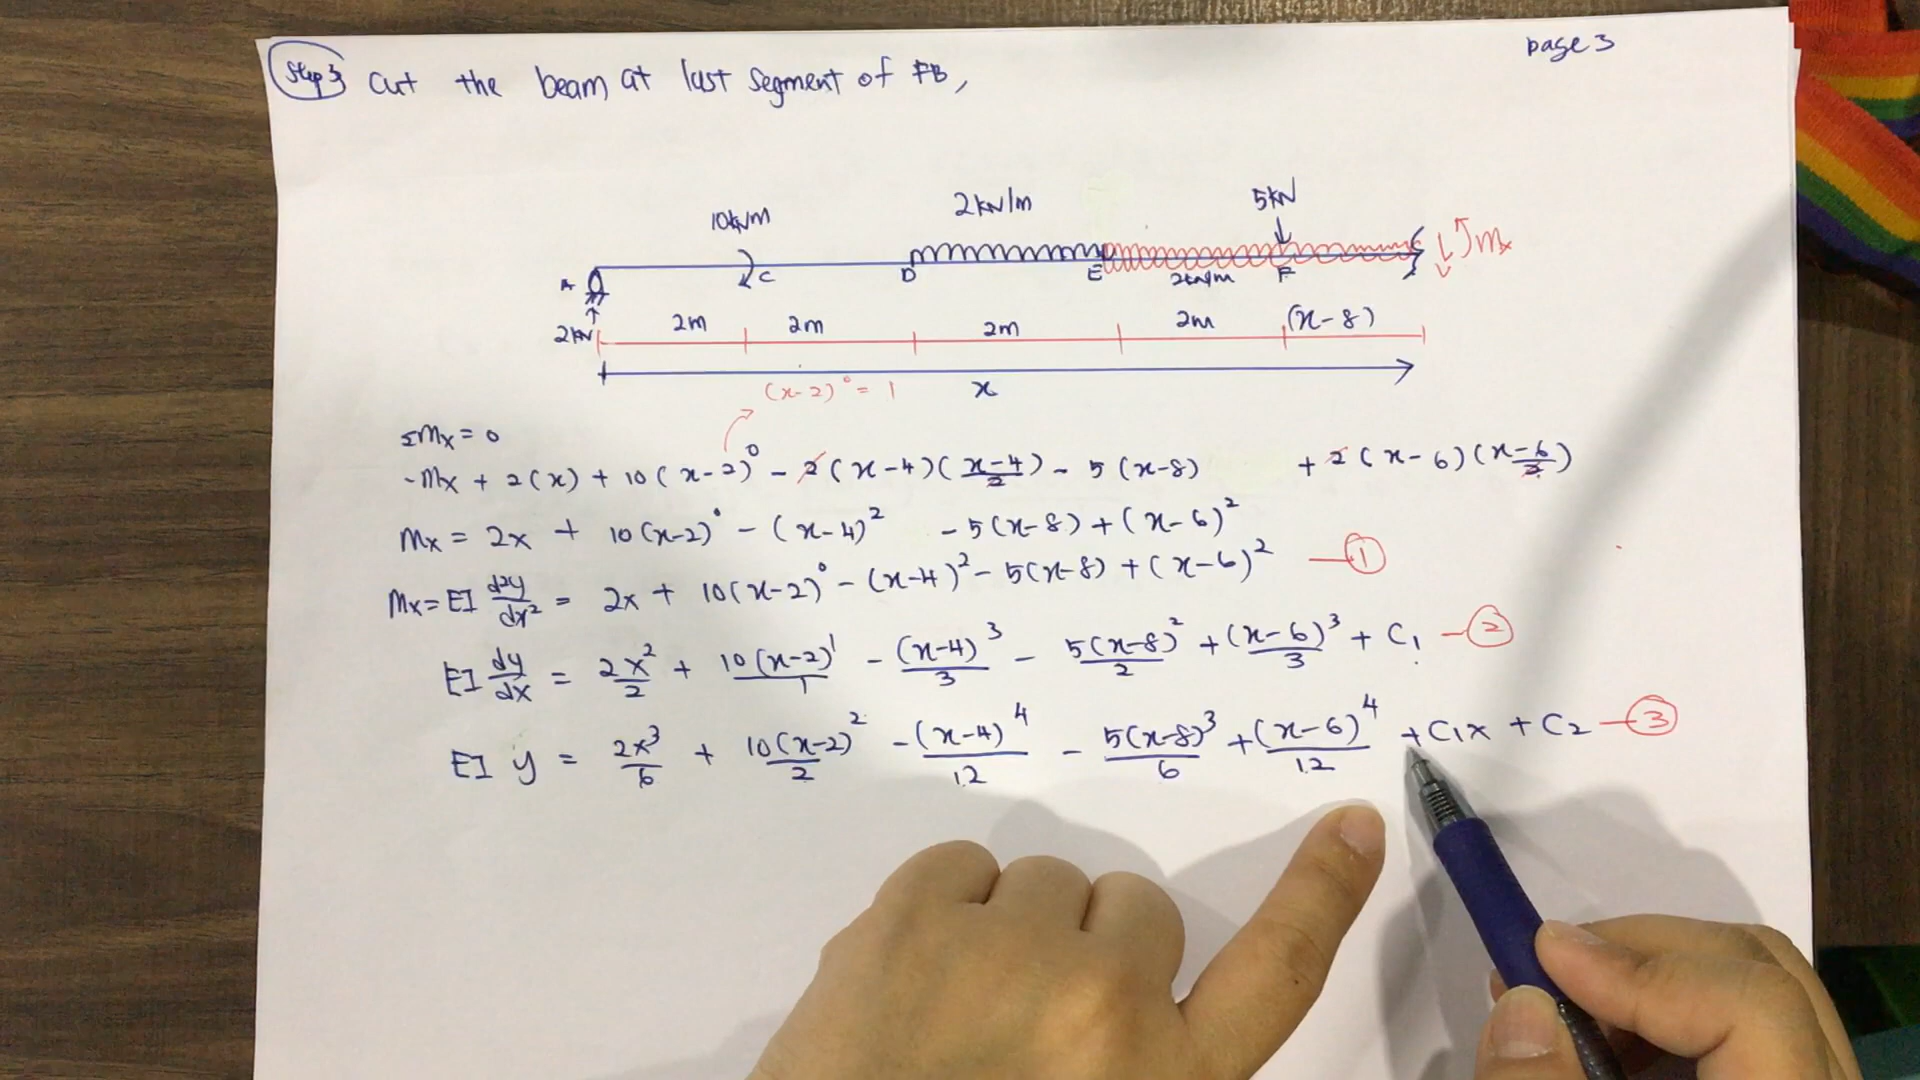 page 3
Step 3 Cut the beam at last segment of FB,
10kNm 2kN/m 5kN
A C D E 2kN/m F Mx
2kN 2m 2m 2m 2m (x-8)
(x-2)⁰ = 1 x
ΣMx = 0
-Mx + 2(x) + 10(x-2)⁰ - 2(x-4)(x-4/2) - 5(x-8) + 2(x-6)(x-6/2)
Mx = 2x + 10(x-2)⁰ - (x-4)² - 5(x-8) + (x-6)²
Mx = EI d²y/dx² = 2x + 10(x-2)⁰ - (x-4)² - 5(x-8) + (x-6)² — 1
EI dy/dx = 2x²/2 + 10(x-2)¹/1 - (x-4)³/3 - 5(x-8)²/2 + (x-6)³/3 + C₁ — 2
EI y = 2x³/6 + 10(x-2)²/2 - (x-4)⁴/12 - 5(x-8)³/6 + (x-6)⁴/12 + C₁x + C₂ — 3